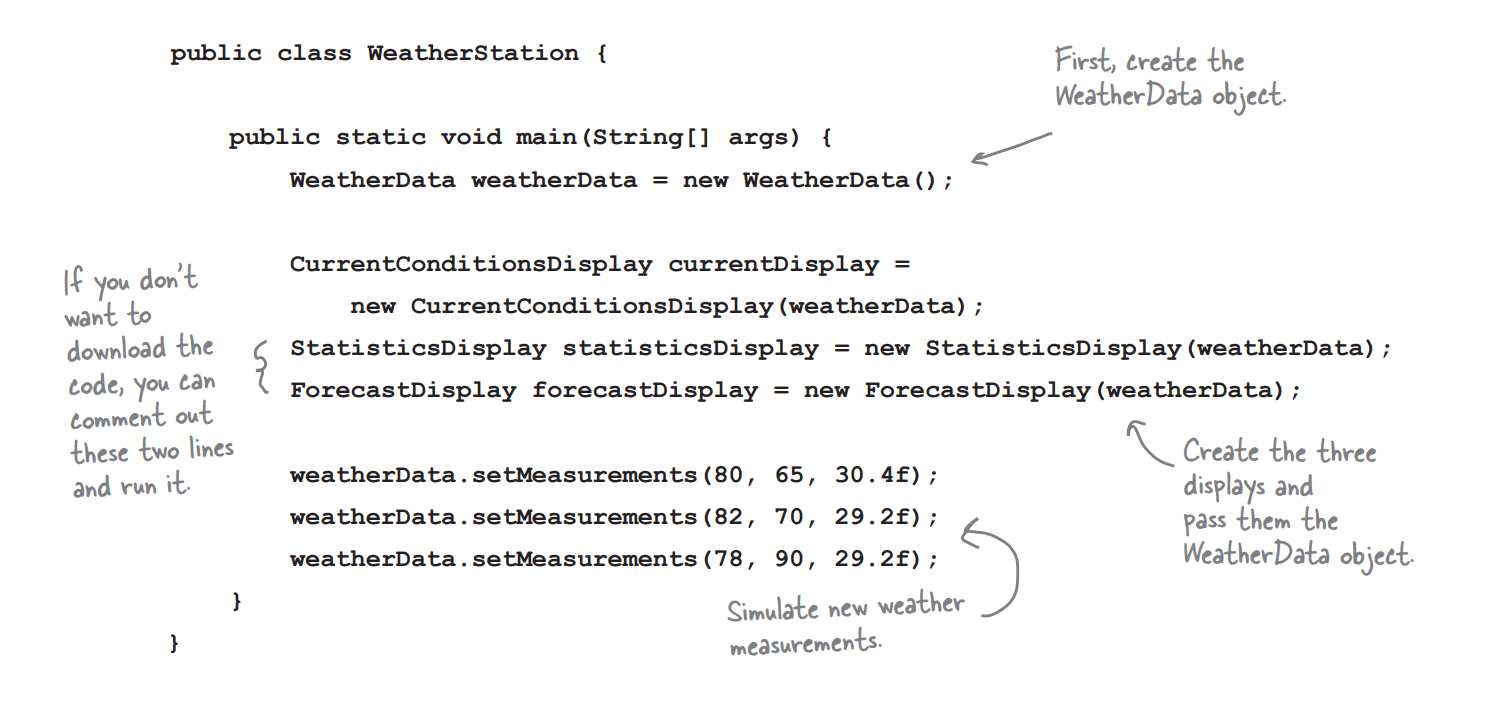 public class WeatherStation {
First, create the
WeatherData object.
public static void main(String[] args) {
WeatherData weatherData = new WeatherData();
CurrentConditionsDisplay currentDisplay =
new CurrentConditionsDisplay(weatherData);
If you don't
want to
download the
code, you can
comment out
these two lines
and run it.
StatisticsDisplay statisticsDisplay = new StatisticsDisplay(weatherData);
ForecastDisplay forecastDisplay = new ForecastDisplay(weatherData);
Create the three
displays and
pass them the
WeatherData object.
weatherData.setMeasurements(80, 65, 30.4f);
weatherData.setMeasurements(82, 70, 29.2f);
weatherData.setMeasurements(78, 90, 29.2f);
Simulate new weather
measurements.
}
}